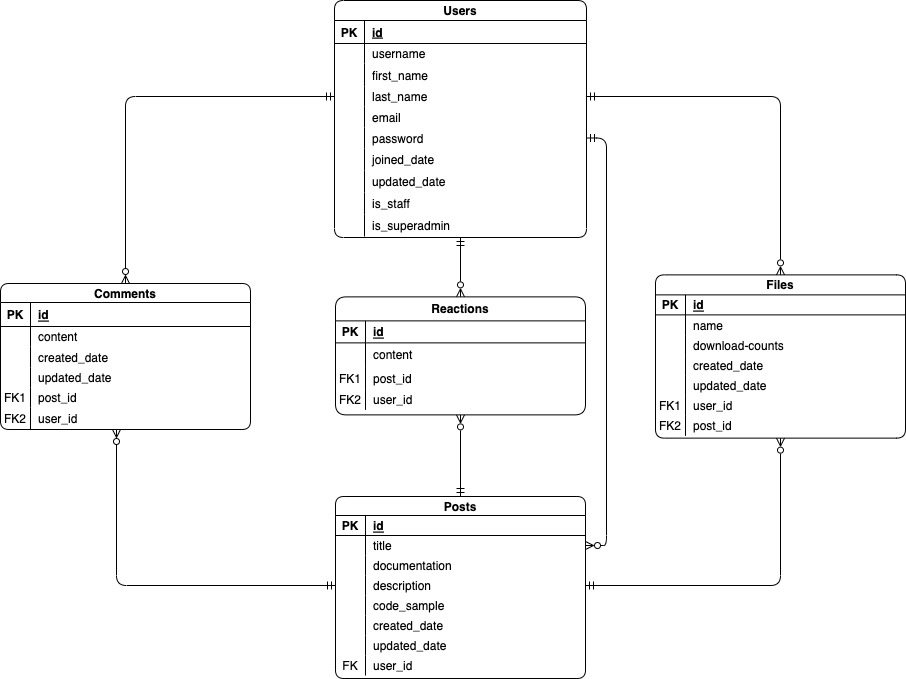 Users
PK id
username
first_name
last_name
email
password
joined_date
updated_date
is_staff
is_superadmin
Comments
PK id
content
created_date
updated_date
FK1 post_id
FK2 user_id
Reactions
PK id
content
FK1 post_id
FK2 user_id
Files
PK id
name
download-counts
created_date
updated_date
FK1 user_id
FK2 post_id
Posts
PK id
title
documentation
description
code_sample
created_date
updated_date
FK user_id